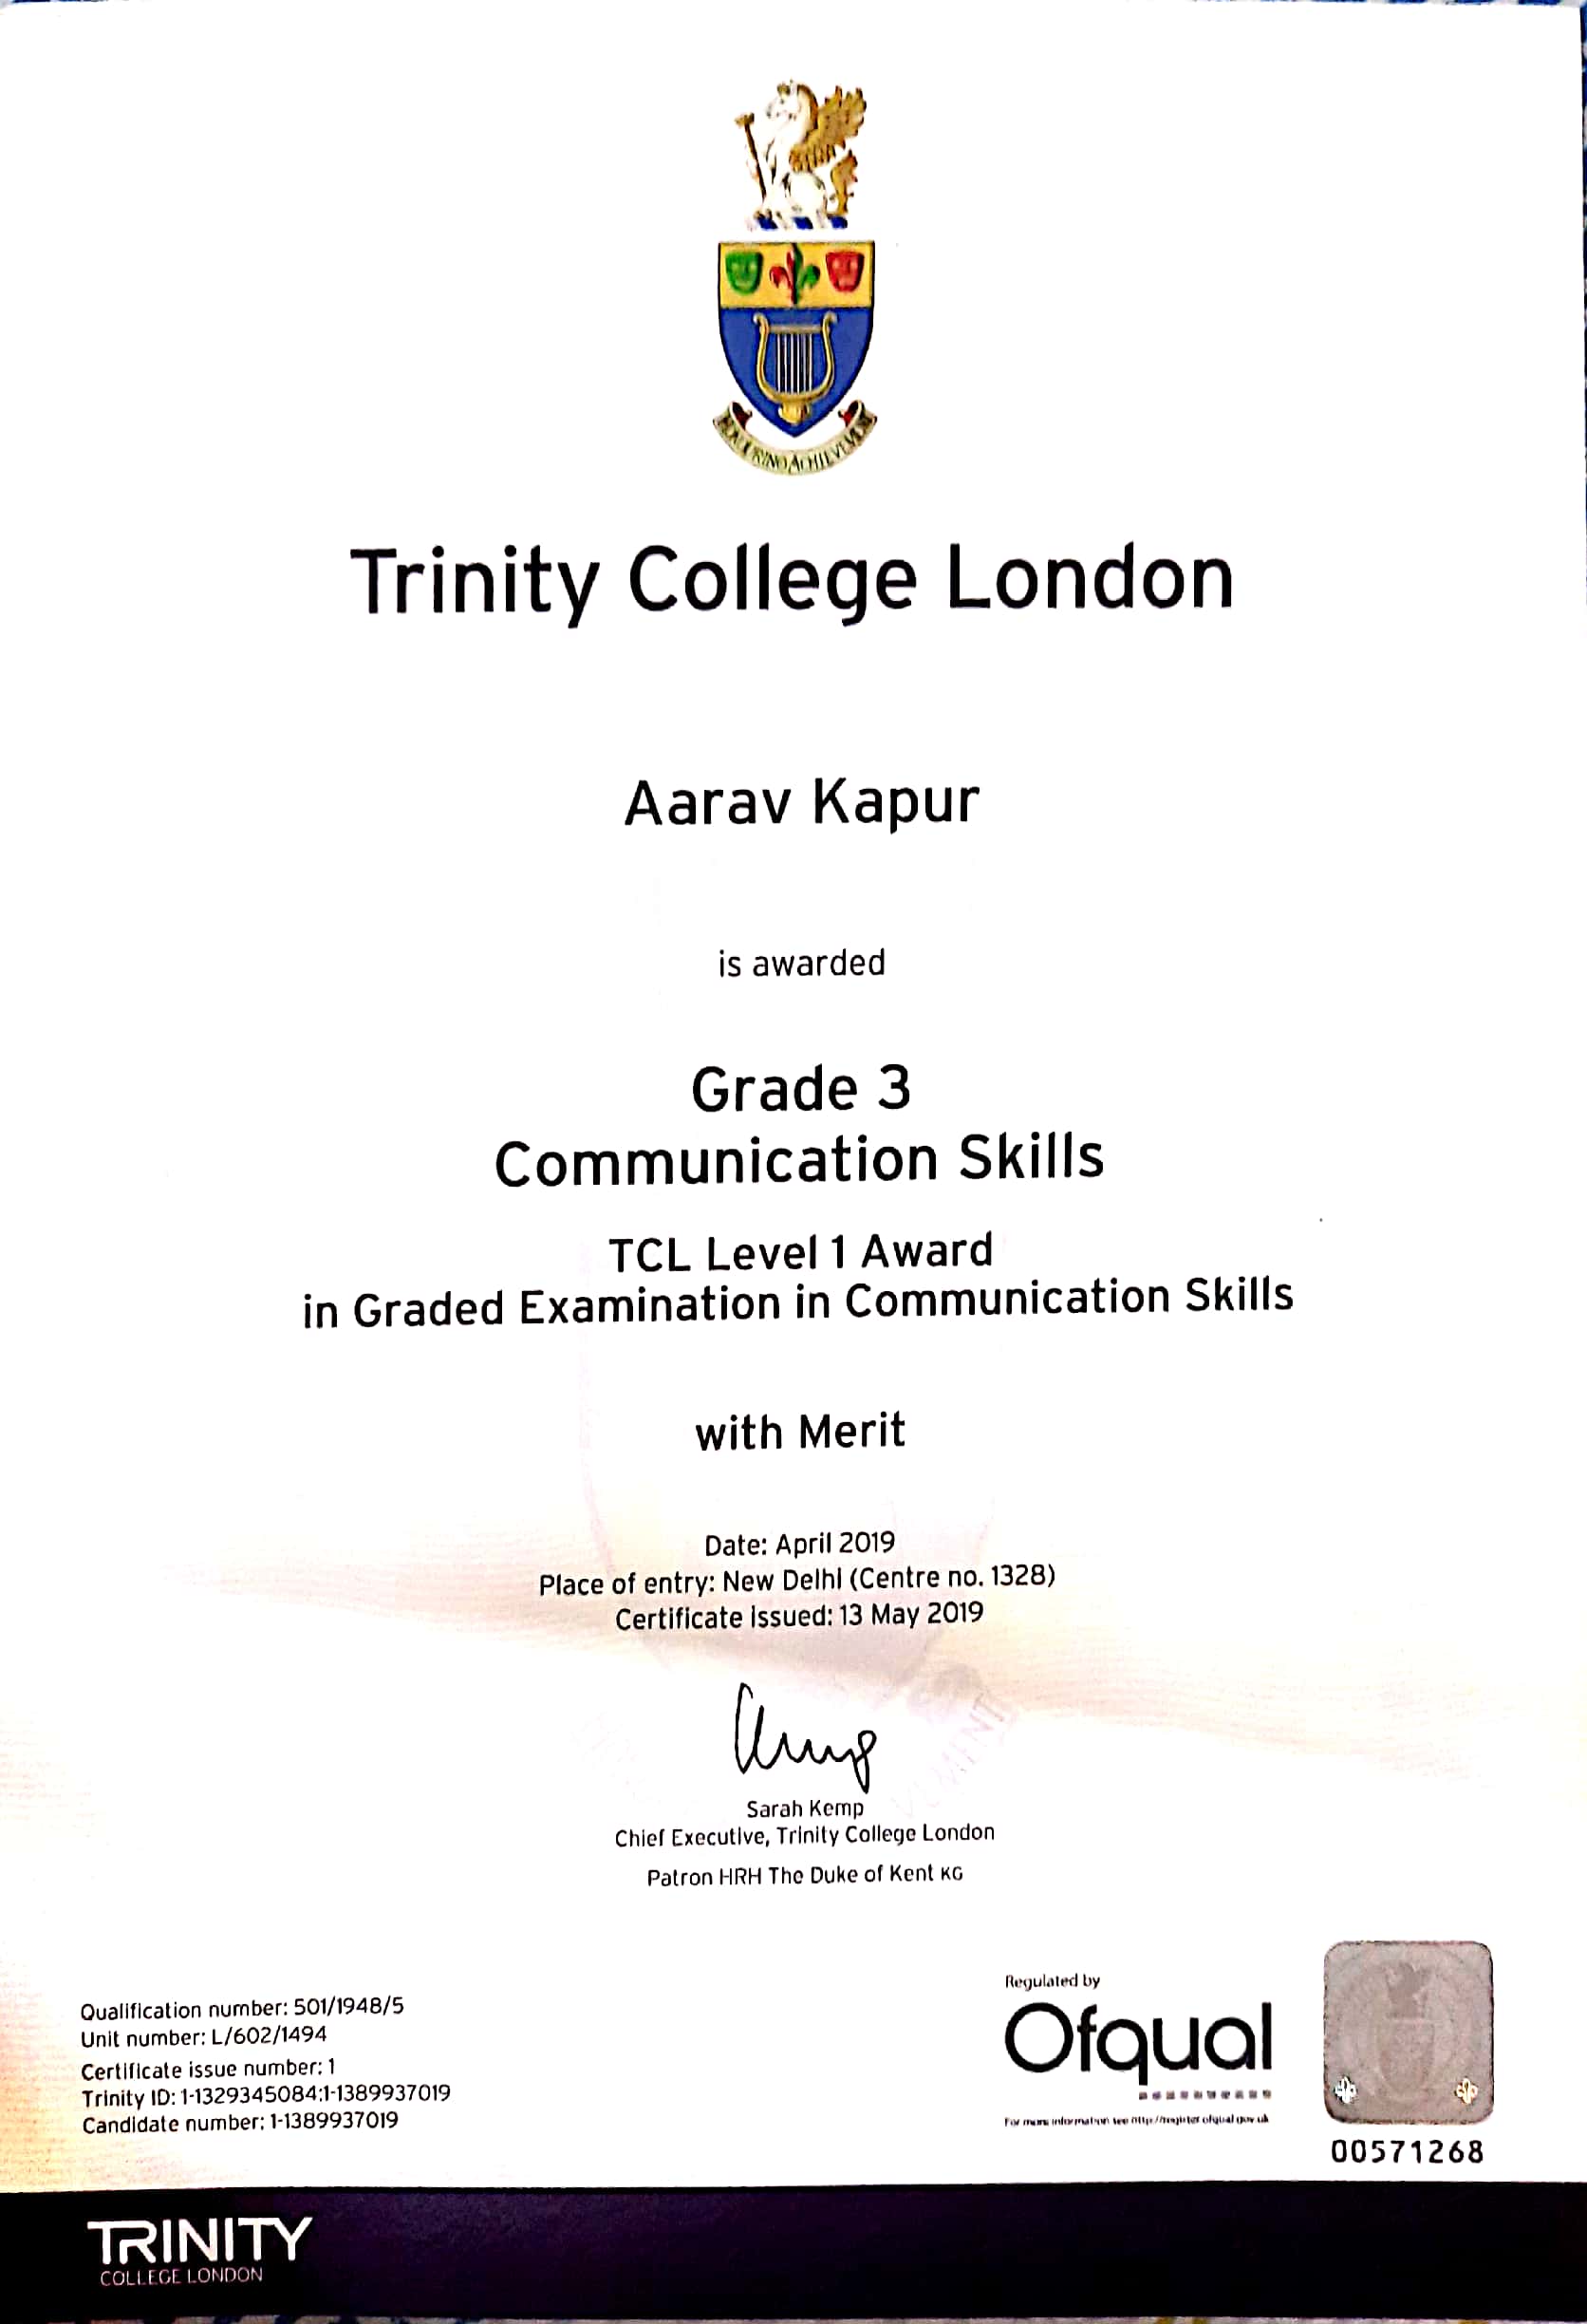 Trinity College London
Aarav Kapur
is awarded
Grade 3
Communication Skills
TCL Level 1 Award
in Graded Examination in Communication Skills
with Merit
Date: April 2019
Place of entry: New Delhi (Centre no. 1328)
Certificate issued: 13 May 2019
Sarah Kemp
Chief Executive, Trinity College London
Patron HRH The Duke of Kent KG
Qualification number: 501/1948/5
Unit number: L/602/1494
Certificate issue number: 1
Trinity ID: 1-1329345084:1-1389937019
Candidate number: 1-1389937019
Regulated by
Ofqual
For more information see http://register.ofqual.gov.uk
00571268
TRINITY
COLLEGE LONDON